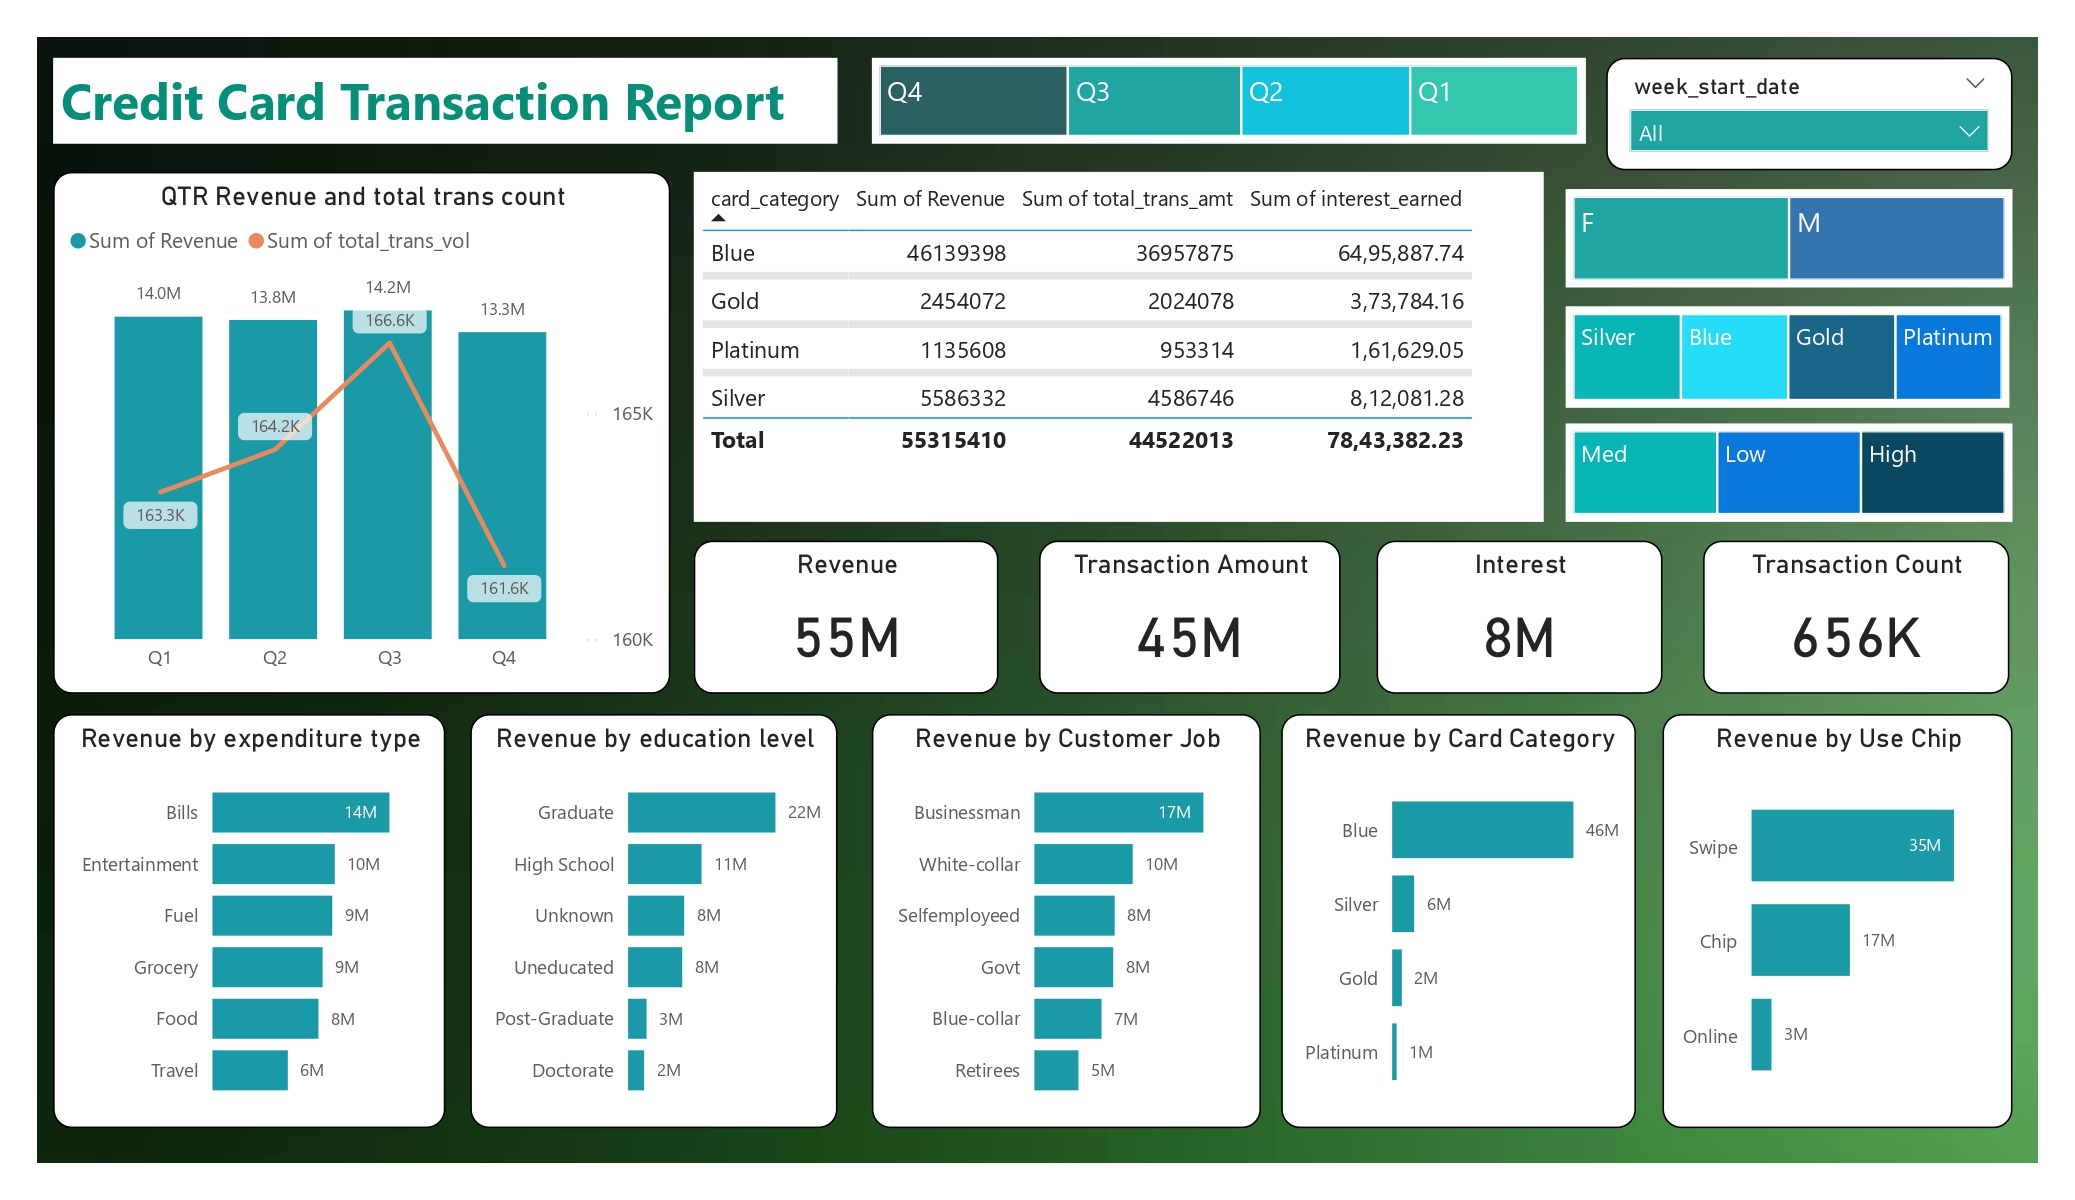 Credit Card Transaction Report
Q4 Q3 Q2 Q1
week_start_date
All
QTR Revenue and total trans count
Sum of Revenue Sum of total_trans_vol
14.0M 13.8M 14.2M 13.3M
163.3K 164.2K 166.6K 161.6K
165K
160K
Q1 Q2 Q3 Q4
card_category Sum of Revenue Sum of total_trans_amt Sum of interest_earned
Blue 46139398 36957875 64,95,887.74
Gold 2454072 2024078 3,73,784.16
Platinum 1135608 953314 1,61,629.05
Silver 5586332 4586746 8,12,081.28
Total 55315410 44522013 78,43,382.23
F M
Silver Blue Gold Platinum
Med Low High
Revenue
55M
Transaction Amount
45M
Interest
8M
Transaction Count
656K
Revenue by expenditure type
Bills 14M
Entertainment 10M
Fuel 9M
Grocery 9M
Food 8M
Travel 6M
Revenue by education level
Graduate 22M
High School 11M
Unknown 8M
Uneducated 8M
Post-Graduate 3M
Doctorate 2M
Revenue by Customer Job
Businessman 17M
White-collar 10M
Selfemployeed 8M
Govt 8M
Blue-collar 7M
Retirees 5M
Revenue by Card Category
Blue 46M
Silver 6M
Gold 2M
Platinum 1M
Revenue by Use Chip
Swipe 35M
Chip 17M
Online 3M